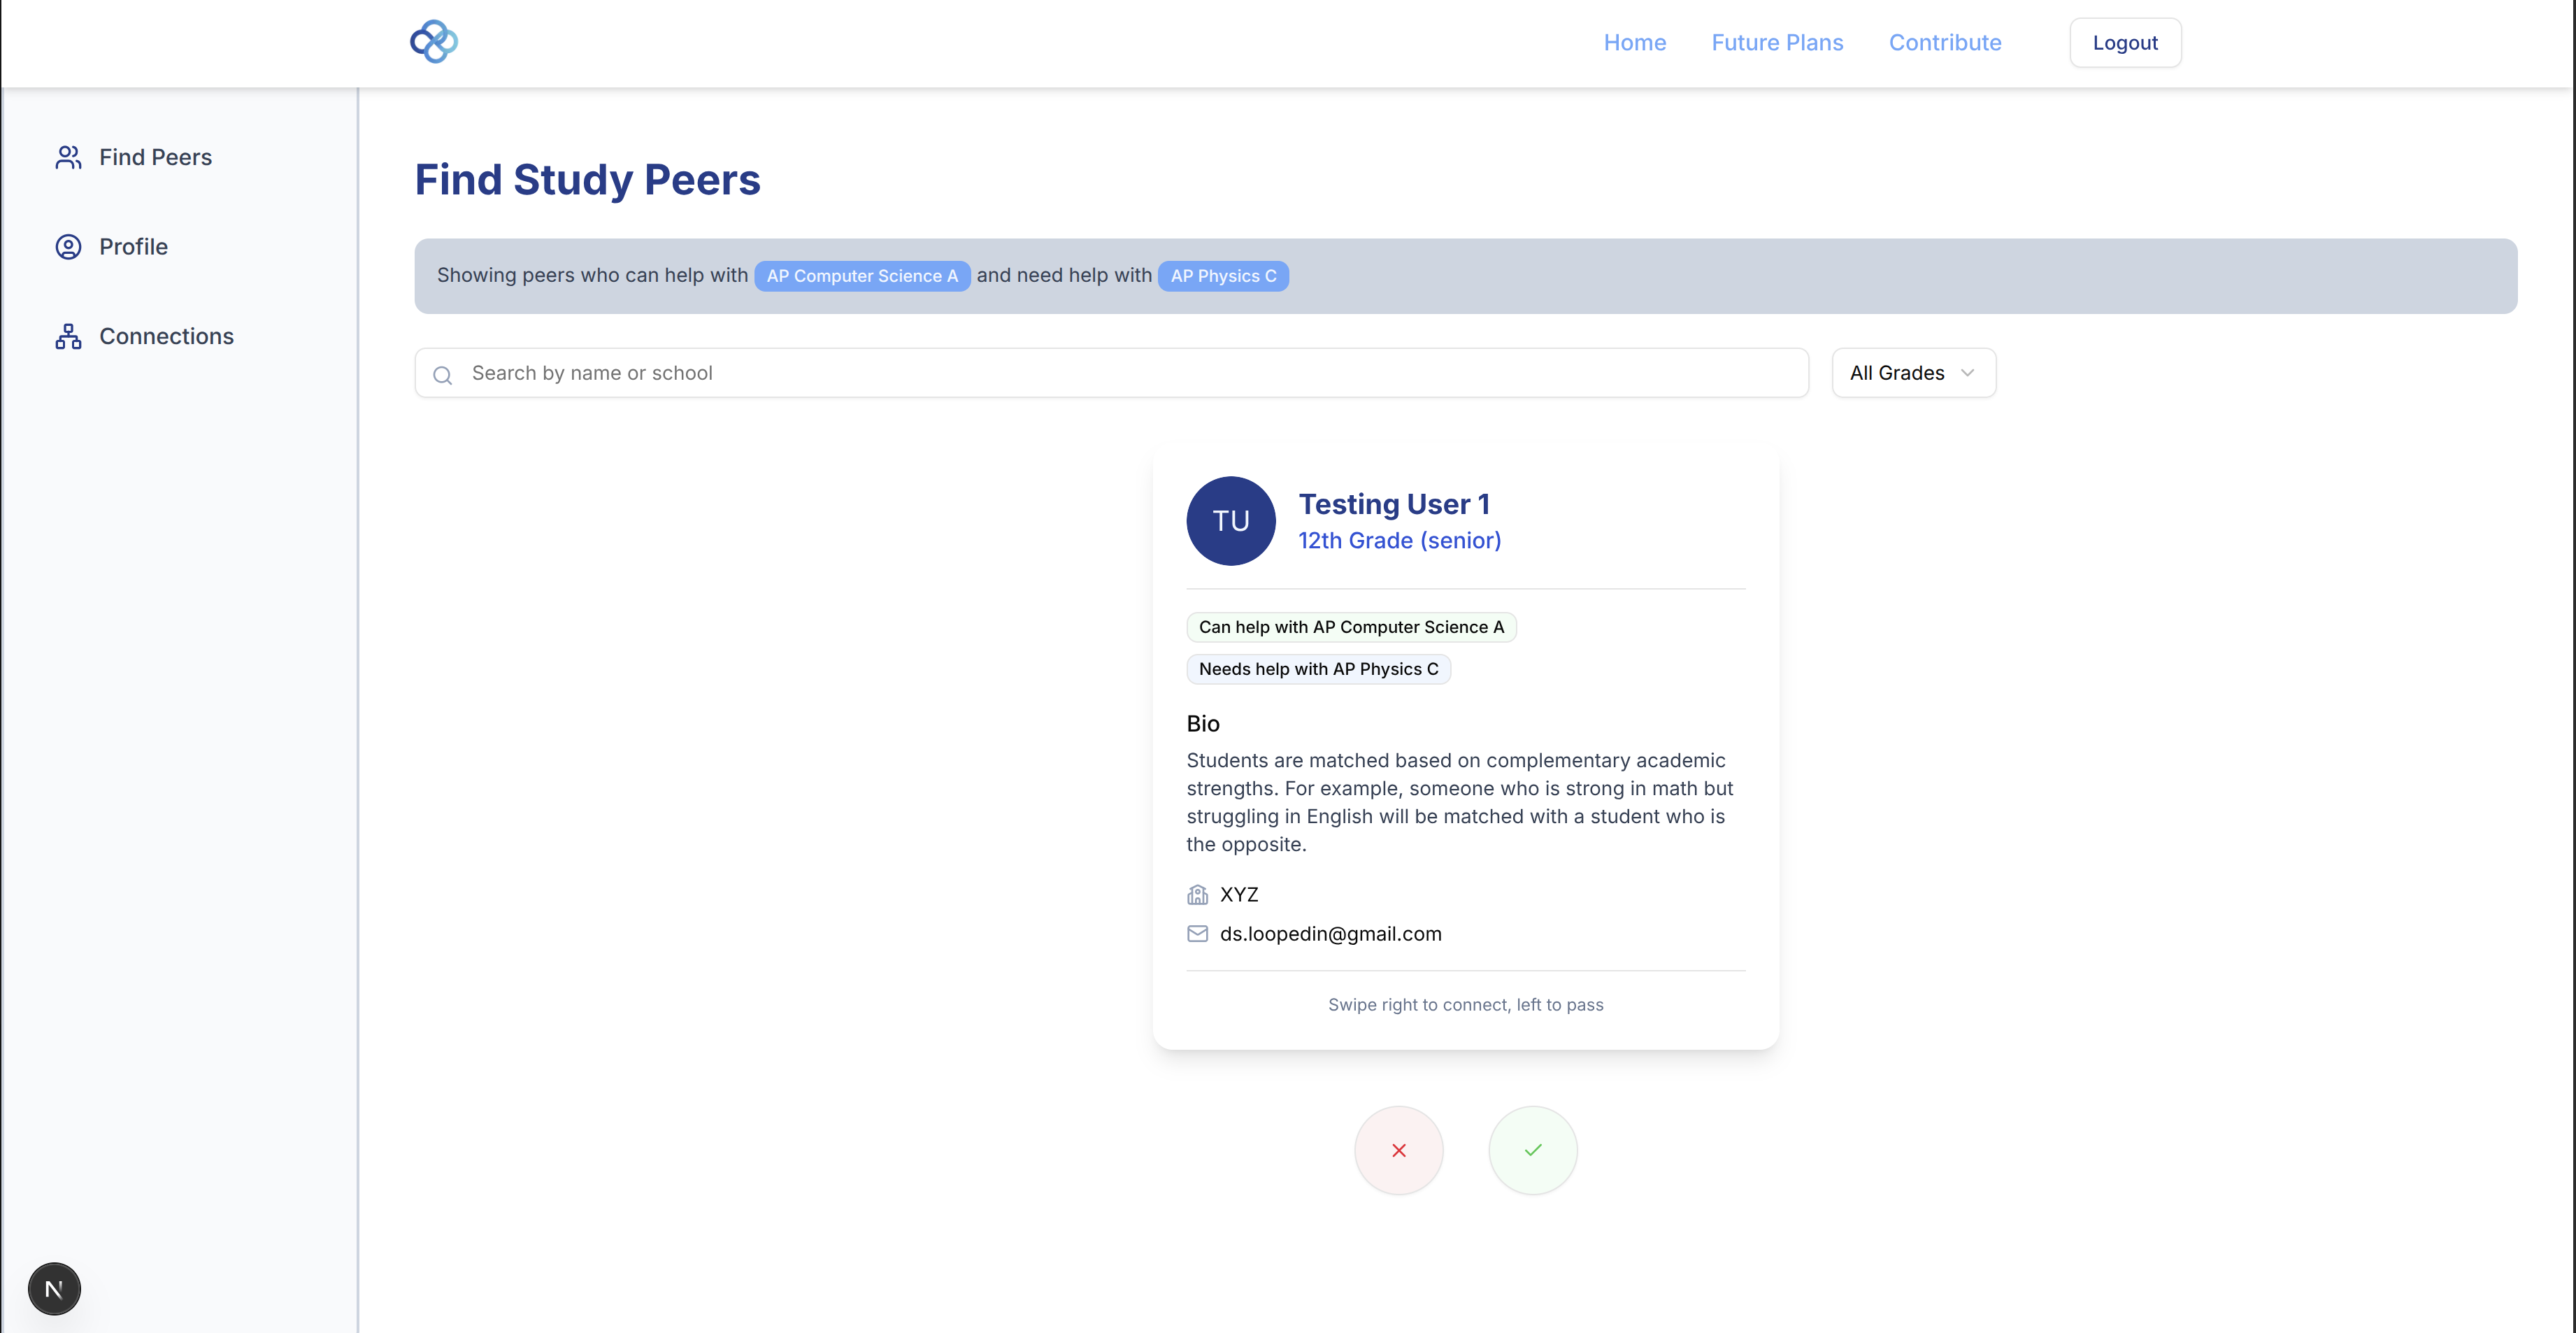 Home Future Plans Contribute Logout
Find Peers
Profile
Connections
Find Study Peers
Showing peers who can help with AP Computer Science A and need help with AP Physics C
Search by name or school All Grades
TU
Testing User 1
12th Grade (senior)
Can help with AP Computer Science A
Needs help with AP Physics C
Bio
Students are matched based on complementary academic
strengths. For example, someone who is strong in math but
struggling in English will be matched with a student who is
the opposite.
XYZ
ds.loopedin@gmail.com
Swipe right to connect, left to pass
N